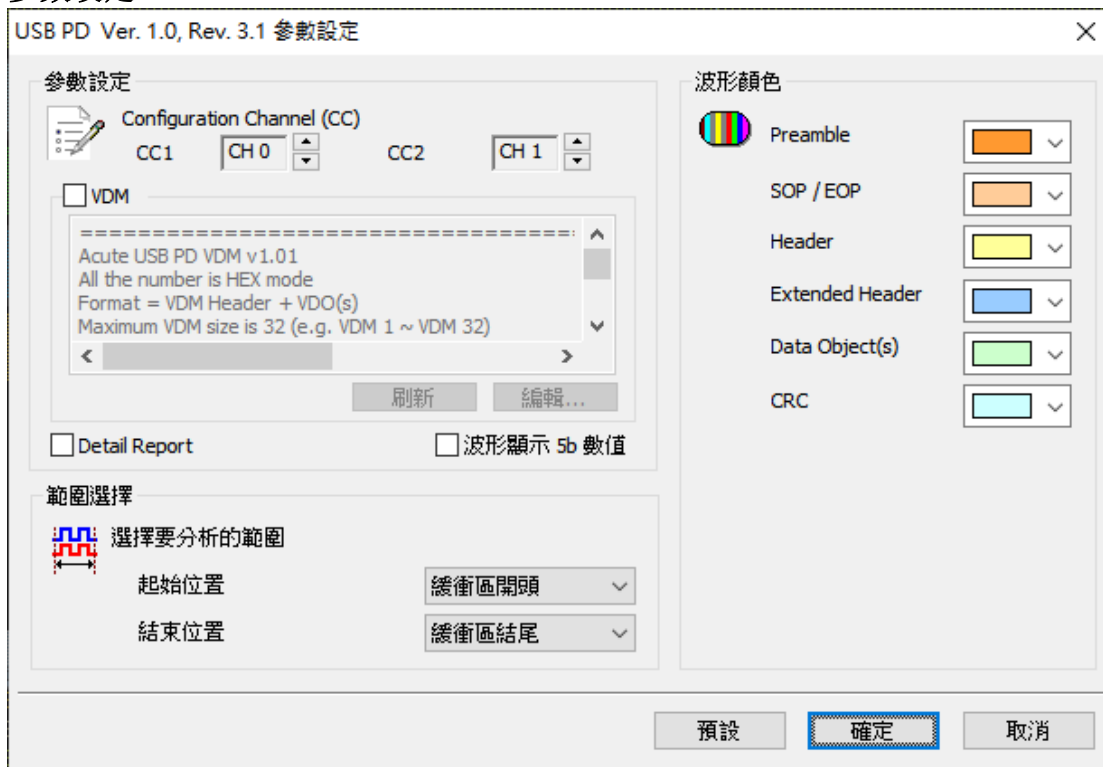 USB PD Ver. 1.0, Rev. 3.1 參數設定
參數設定
Configuration Channel (CC)
CC1 CH 0 CC2 CH 1
VDM
=====================================
Acute USB PD VDM v1.01
All the number is HEX mode
Format = VDM Header + VDO(s)
Maximum VDM size is 32 (e.g. VDM 1 ~ VDM 32)
刷新 編輯...
Detail Report 波形顯示 5b 數值
範圍選擇
選擇要分析的範圍
起始位置 緩衝區開頭
結束位置 緩衝區結尾
波形顏色
Preamble
SOP / EOP
Header
Extended Header
Data Object(s)
CRC
預設 確定 取消